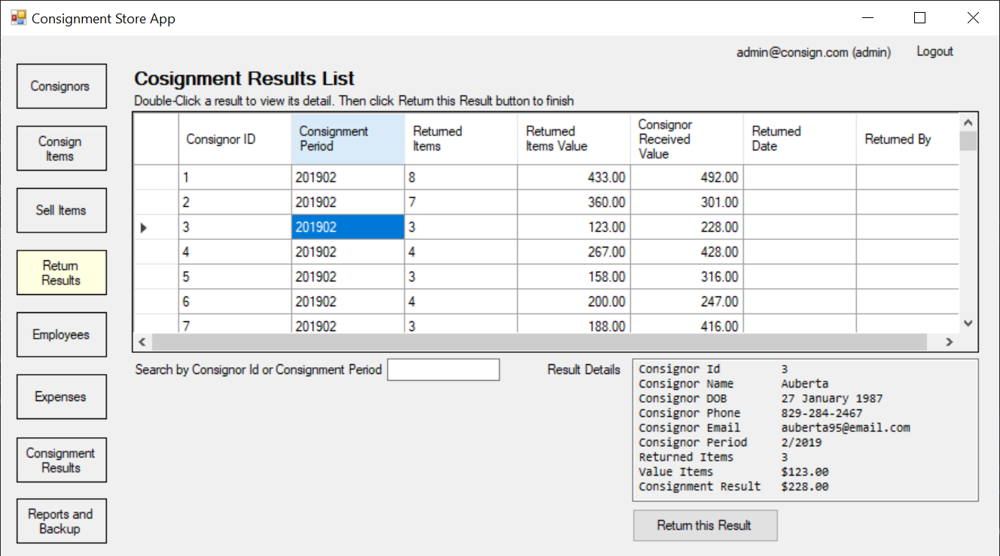 Consignment Store App
admin@consign.com (admin) Logout
Consignors
Consign
Items
Sell Items
Return
Results
Employees
Expenses
Consignment
Results
Reports and
Backup
Cosignment Results List
Double-Click a result to view its detail. Then click Return this Result button to finish
Consignor ID
Consignment
Period
Returned
Items
Returned
Items Value
Consignor
Received
Value
Returned
Date
Returned By
1 201902 8 433.00 492.00
2 201902 7 360.00 301.00
3 201902 3 123.00 228.00
4 201902 4 267.00 428.00
5 201902 3 158.00 316.00
6 201902 4 200.00 247.00
7 201902 3 188.00 416.00
Search by Consignor Id or Consignment Period
Result Details
Consignor Id 3
Consignor Name Auberta
Consignor DOB 27 January 1987
Consignor Phone 829-284-2467
Consignor Email auberta95@email.com
Consignor Period 2/2019
Returned Items 3
Value Items $123.00
Consignment Result $228.00
Return this Result